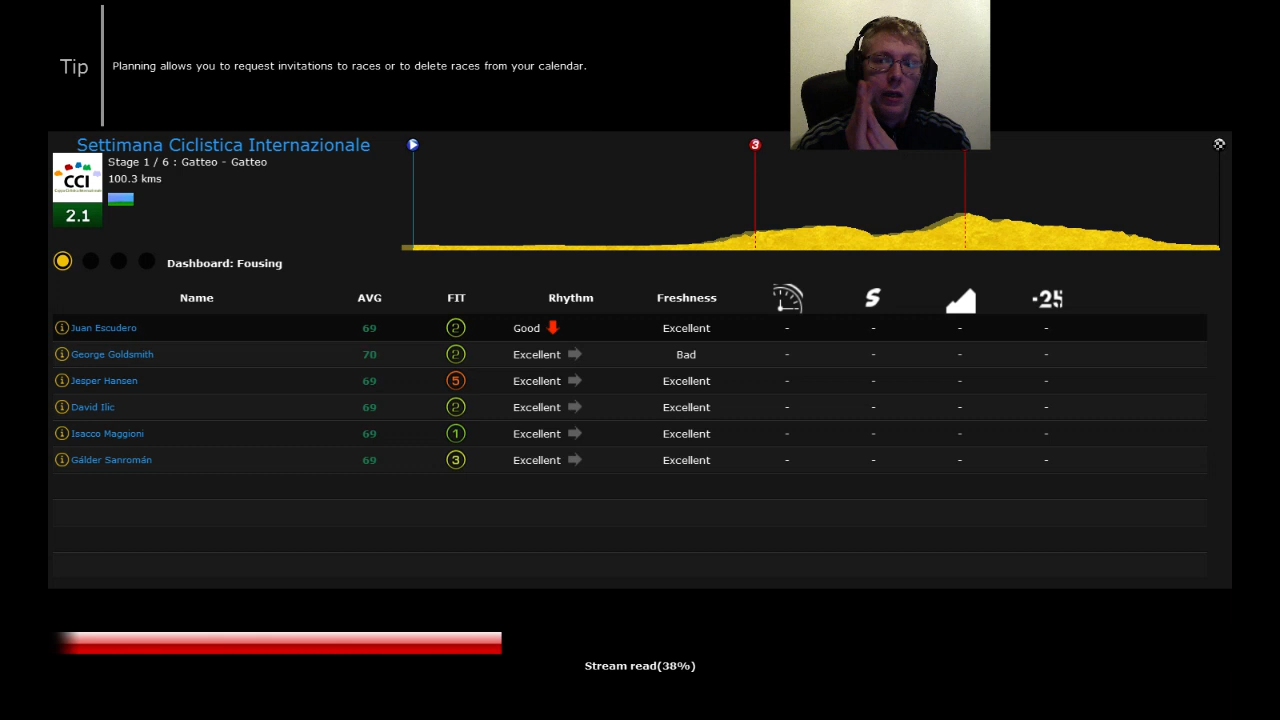 Tip
Planning allows you to request invitations to races or to delete races from your calendar.
Settimana Ciclistica Internazionale
Stage 1 / 6 : Gatteo - Gatteo
100.3 kms
CCI
2.1
3
Dashboard: Fousing
Name AVG FIT Rhythm Freshness S -25
Juan Escudero 69 2 Good Excellent - - - -
George Goldsmith 70 2 Excellent Bad - - - -
Jesper Hansen 69 5 Excellent Excellent - - - -
David Ilic 69 2 Excellent Excellent - - - -
Isacco Maggioni 69 1 Excellent Excellent - - - -
Gálder Sanromán 69 3 Excellent Excellent - - - -
Stream read(38%)